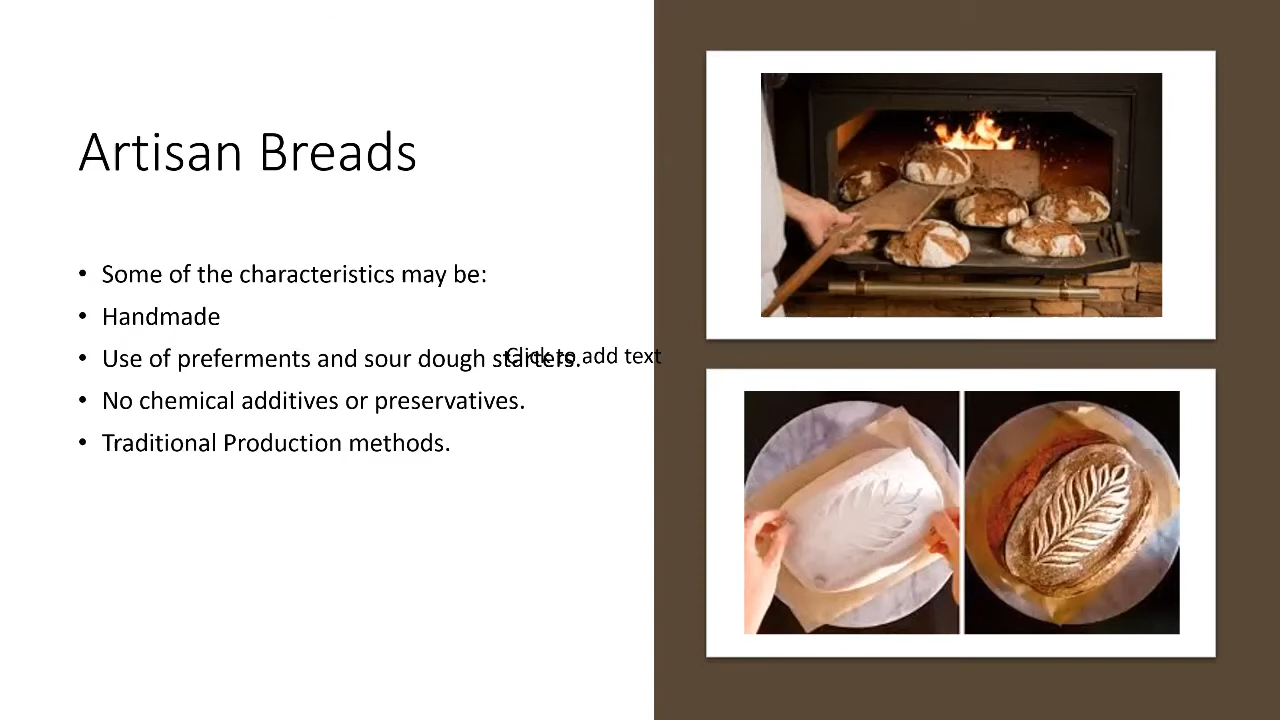 Artisan Breads
• Some of the characteristics may be:
• Handmade
• Use of preferments and sour dough starters.
Click to add text
• No chemical additives or preservatives.
• Traditional Production methods.